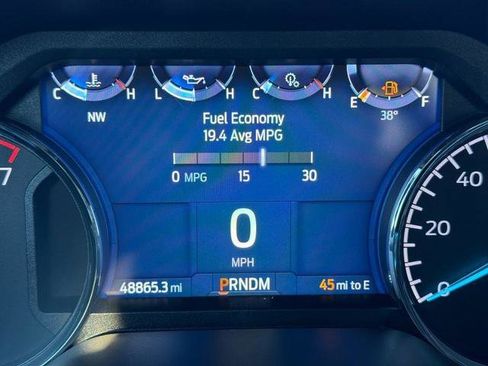 C H L H C H E F
NW 38°
Fuel Economy
19.4 Avg MPG
0 MPG 15 30
7
40
20
0
0
MPH
48865.3 mi PRNDM 45 mi to E